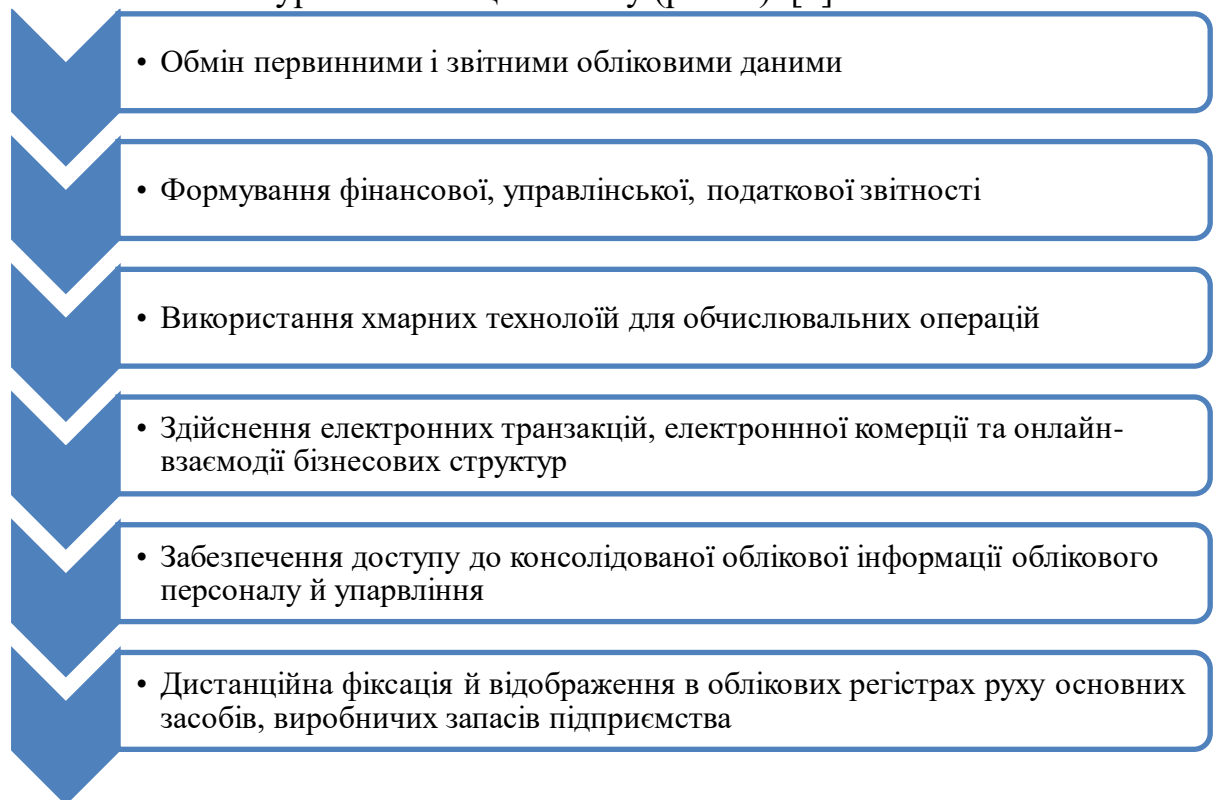 • Обмін первинними і звітними обліковими даними
• Формування фінансової, управлінської, податкової звітності
• Використання хмарних технолоїй для обчислювальних операцій
• Здійснення електронних транзакцій, електроннної комерції та онлайн-
взаємодії бізнесових структур
• Забезпечення доступу до консолідованої облікової інформації облікового
персоналу й упарвління
• Дистанційна фіксація й відображення в облікових регістрах руху основних
засобів, виробничих запасів підприємства